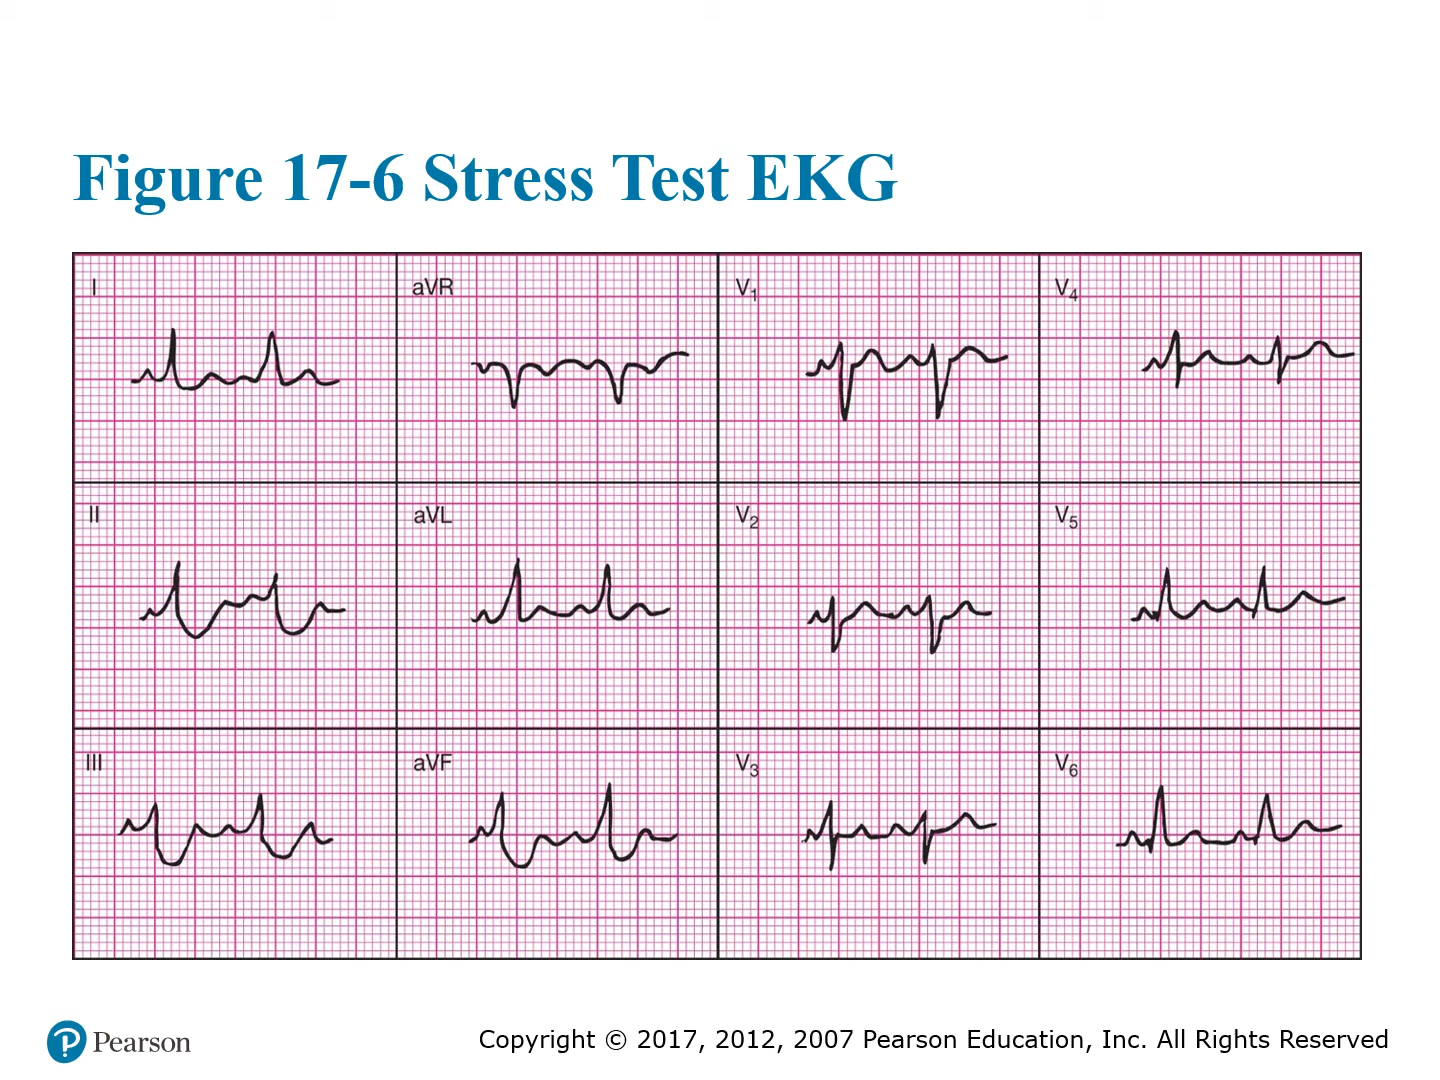 Figure 17-6 Stress Test EKG
I
aVR
V1
V4
II
aVL
V2
V5
III
aVF
V3
V6
Pearson
Copyright © 2017, 2012, 2007 Pearson Education, Inc. All Rights Reserved